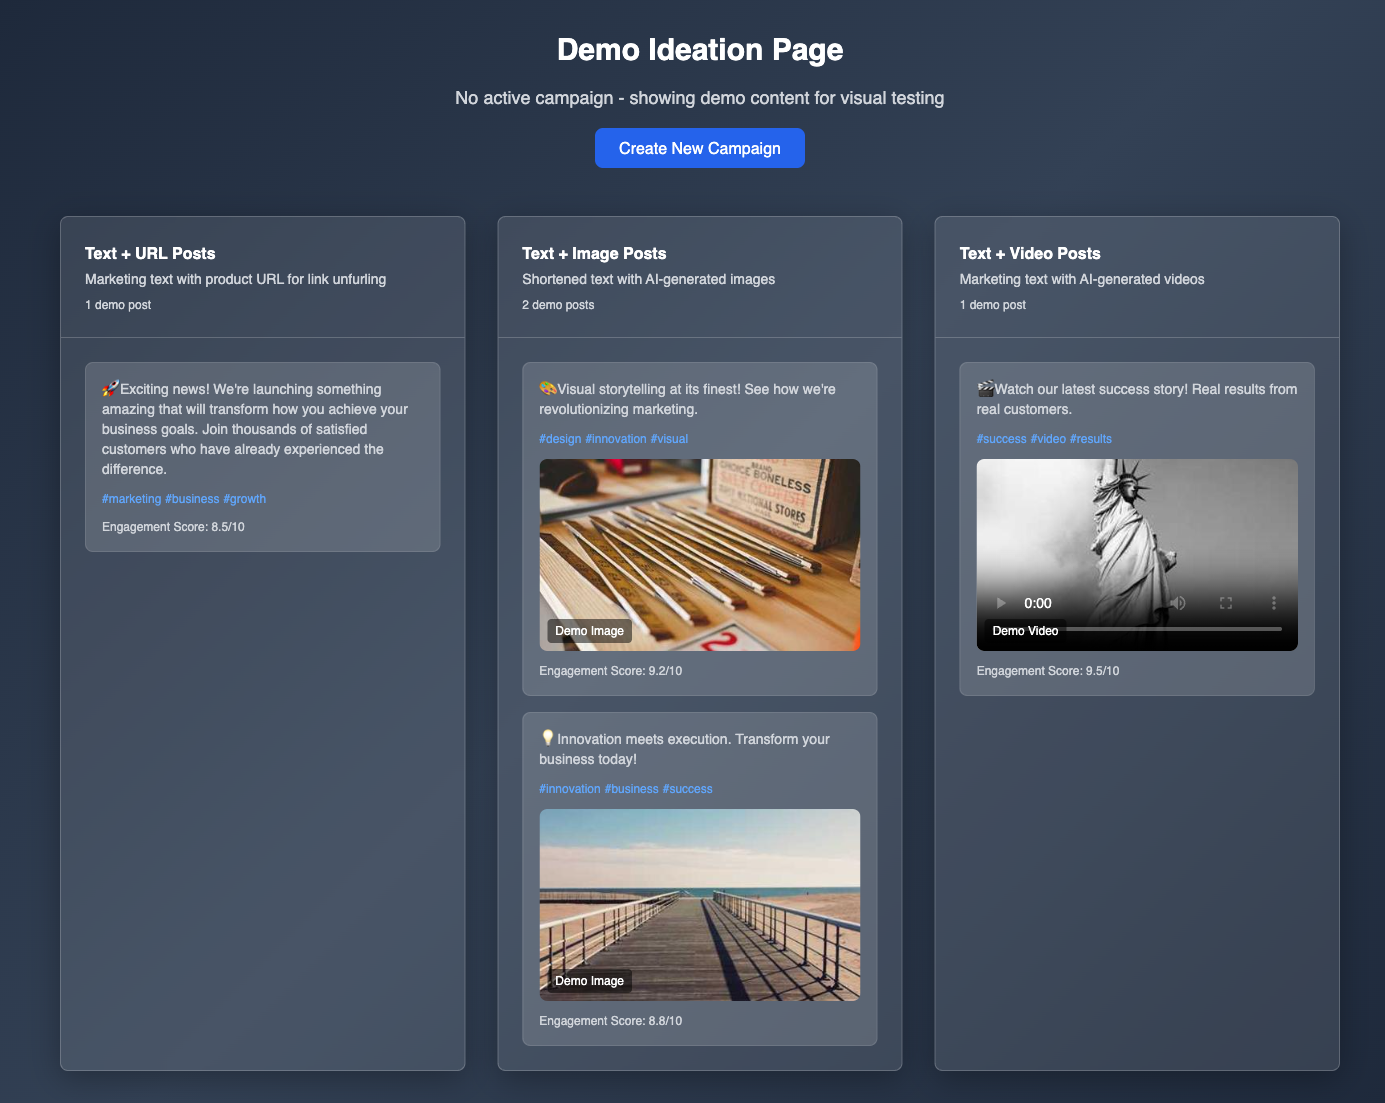 Demo Ideation Page
No active campaign - showing demo content for visual testing
Create New Campaign
Text + URL Posts
Marketing text with product URL for link unfurling
1 demo post
🚀Exciting news! We're launching something
amazing that will transform how you achieve your
business goals. Join thousands of satisfied
customers who have already experienced the
difference.
#marketing #business #growth
Engagement Score: 8.5/10
Text + Image Posts
Shortened text with AI-generated images
2 demo posts
🎨Visual storytelling at its finest! See how we're
revolutionizing marketing.
#design #innovation #visual
BRAND
CHOICE BONELESS
SALT CODFISH
NATIONAL STORES
2
Demo Image
Engagement Score: 9.2/10
💡Innovation meets execution. Transform your
business today!
#innovation #business #success
Demo Image
Engagement Score: 8.8/10
Text + Video Posts
Marketing text with AI-generated videos
1 demo post
🎬Watch our latest success story! Real results from
real customers.
#success #video #results
0:00
Demo Video
Engagement Score: 9.5/10